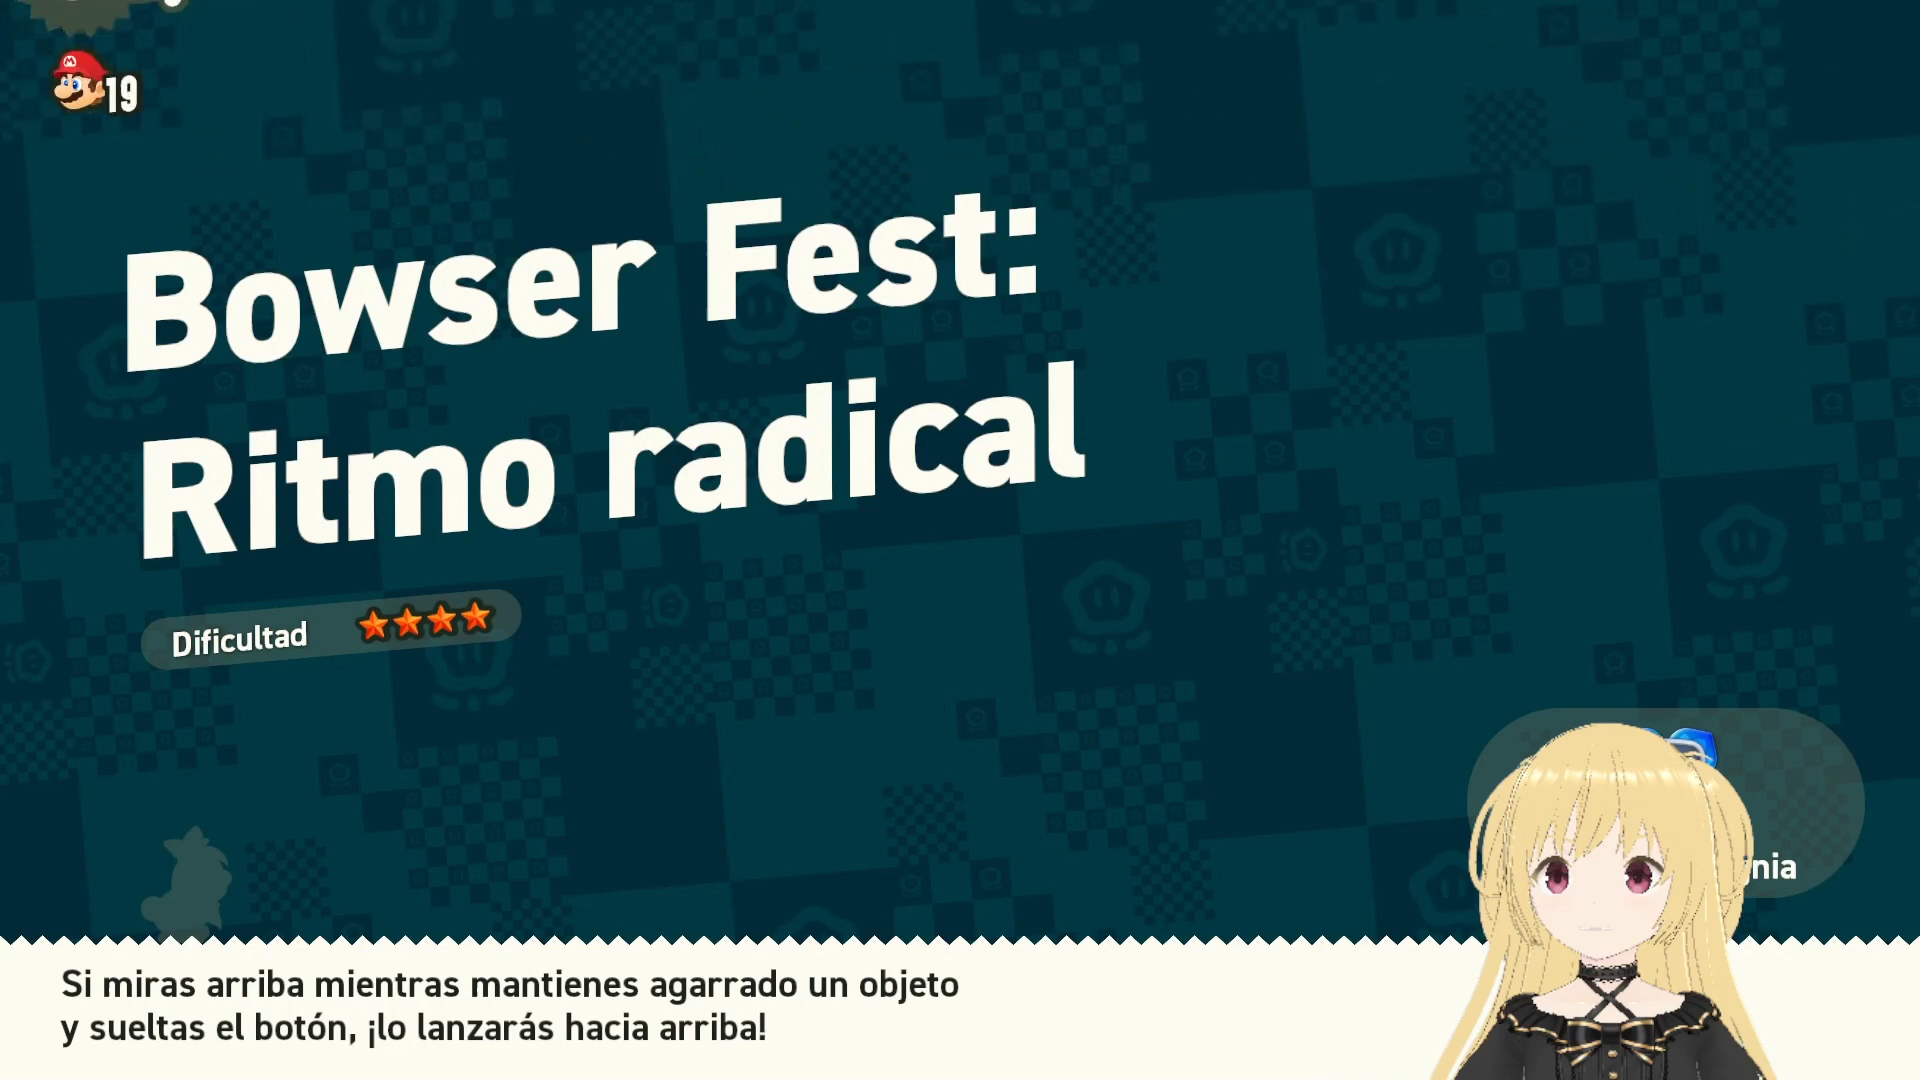 19
Bowser Fest:
Ritmo radical
Dificultad
Si miras arriba mientras mantienes agarrado un objeto
y sueltas el botón, ¡lo lanzarás hacia arriba!